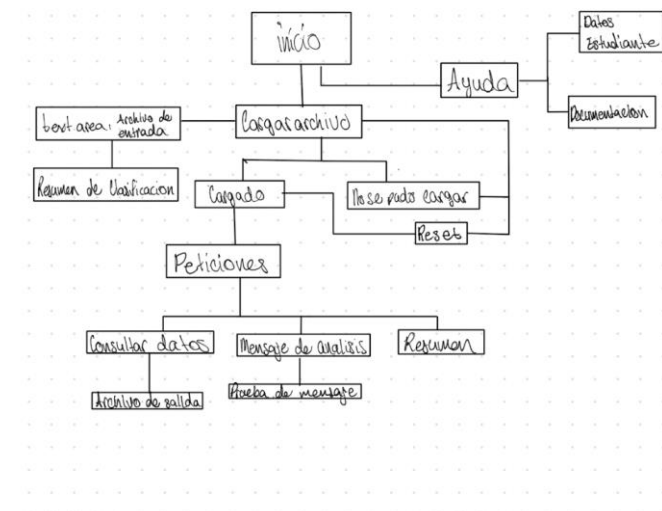 inicio
Datos
Estudiante
Ayuda
Documentacion
text area: Archivo de
entrada
Cargar archivo
Resumen de Clasificacion
Cargado
No se pudo cargar
Reset
Peticiones
Consultar datos
Mensaje de analisis
Resumen
Archivo de salida
Prueba de mensaje